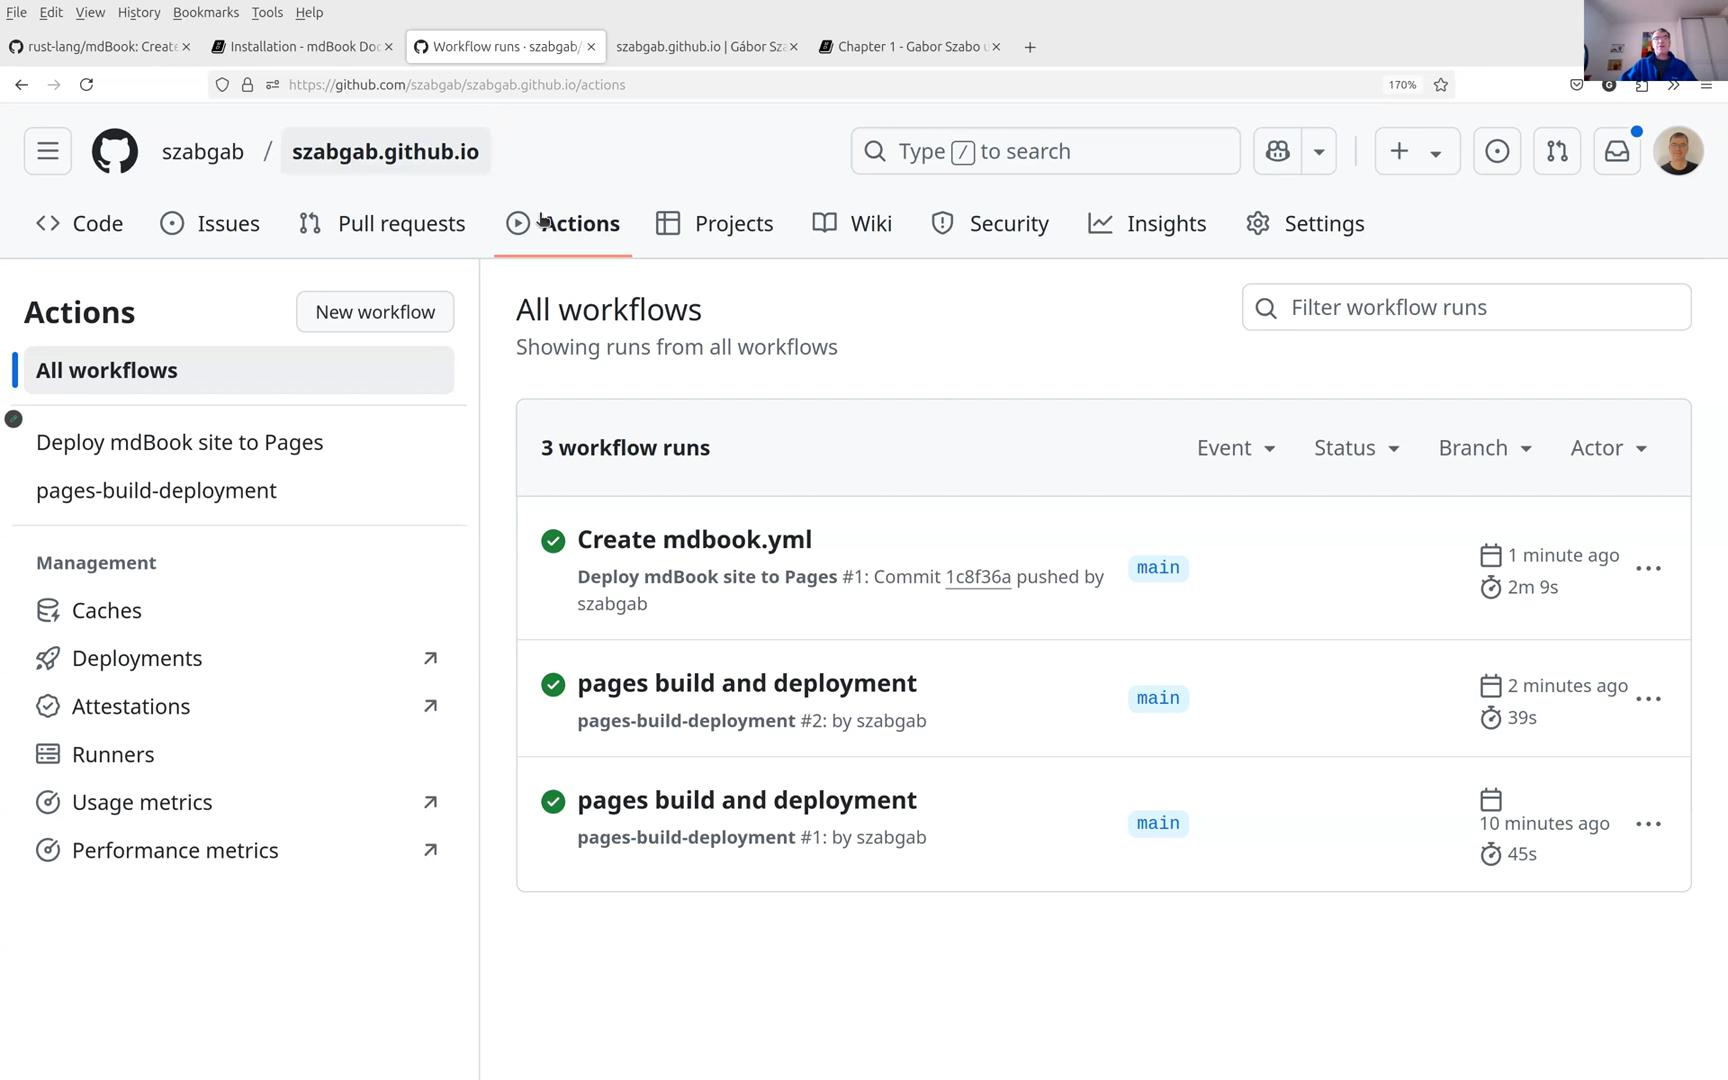 File Edit View History Bookmarks Tools Help
rust-lang/mdBook: Create
Installation - mdBook Doc
Workflow runs · szabgab/
szabgab.github.io | Gábor Sza
Chapter 1 - Gabor Szabo
https://github.com/szabgab/szabgab.github.io/actions
170%
szabgab / szabgab.github.io
Type / to search
Code Issues Pull requests Actions Projects Wiki Security Insights Settings
Actions
New workflow
All workflows
Deploy mdBook site to Pages
pages-build-deployment
Management
Caches
Deployments
Attestations
Runners
Usage metrics
Performance metrics
All workflows
Showing runs from all workflows
Filter workflow runs
3 workflow runs
Event Status Branch Actor
Create mdbook.yml
Deploy mdBook site to Pages #1: Commit 1c8f36a pushed by
szabgab
main
1 minute ago
2m 9s
pages build and deployment
pages-build-deployment #2: by szabgab
main
2 minutes ago
39s
pages build and deployment
pages-build-deployment #1: by szabgab
main
10 minutes ago
45s